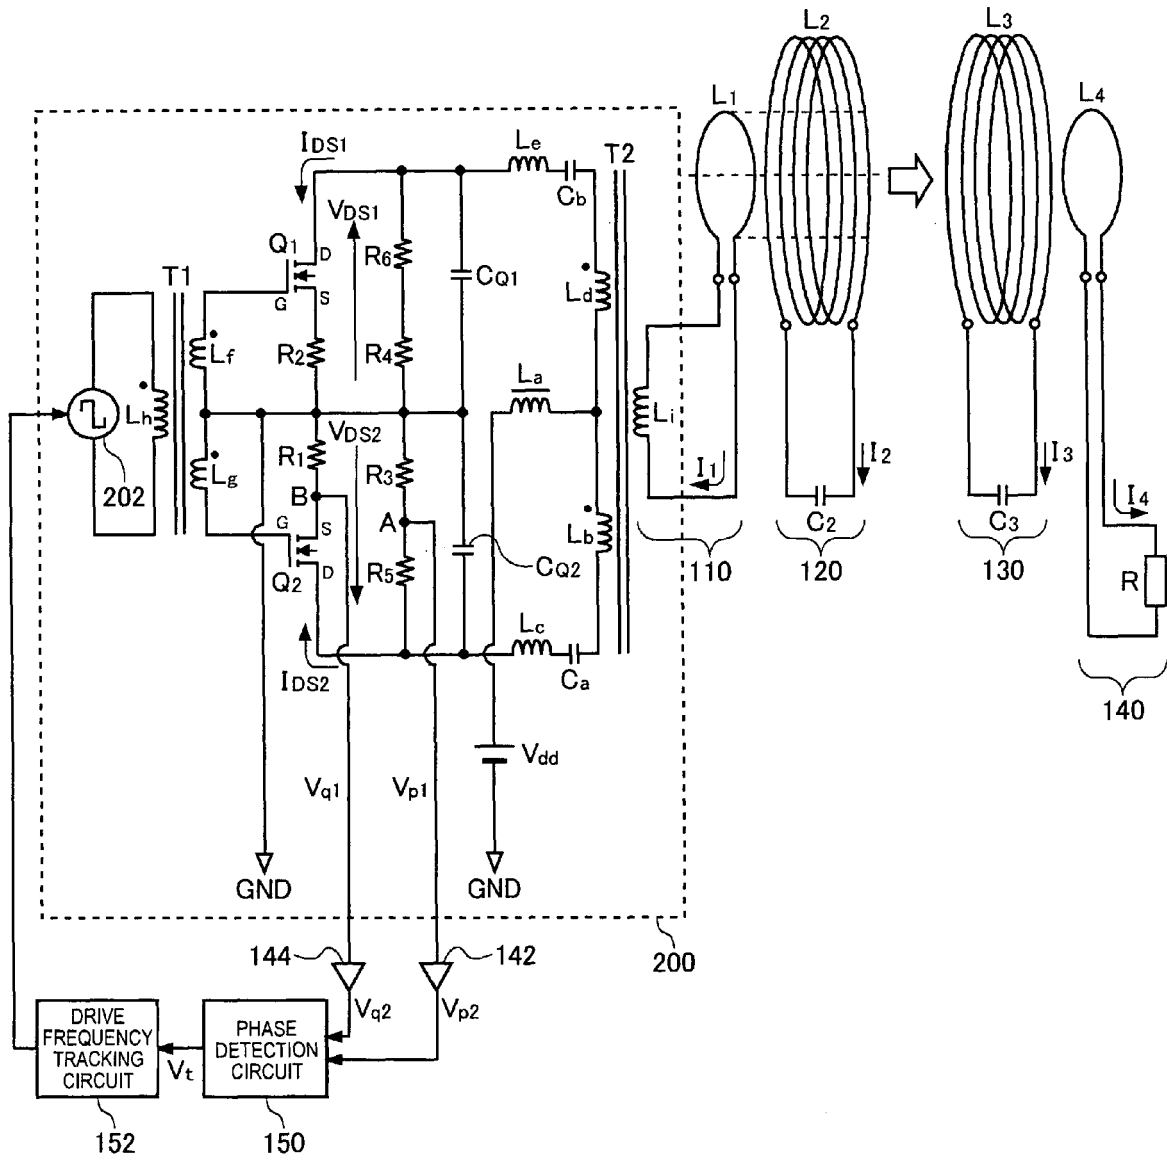 L2
L3
L1
L4
IDS1
Le
T2
Cb
VDS1
Q1
D
G
S
R6
CQ1
Ld
T1
Lf
R2
R4
La
Lh
Li
VDS2
R1
R3
Lg
B
A
I1
I2
I3
I4
202
G
S
Q2
D
R5
CQ2
Lb
C2
C3
110
120
130
R
IDS2
Lc
Ca
140
Vdd
Vq1
Vp1
GND
GND
144
142
200
Vq2
Vp2
DRIVE
FREQUENCY
TRACKING
CIRCUIT
Vt
PHASE
DETECTION
CIRCUIT
152
150